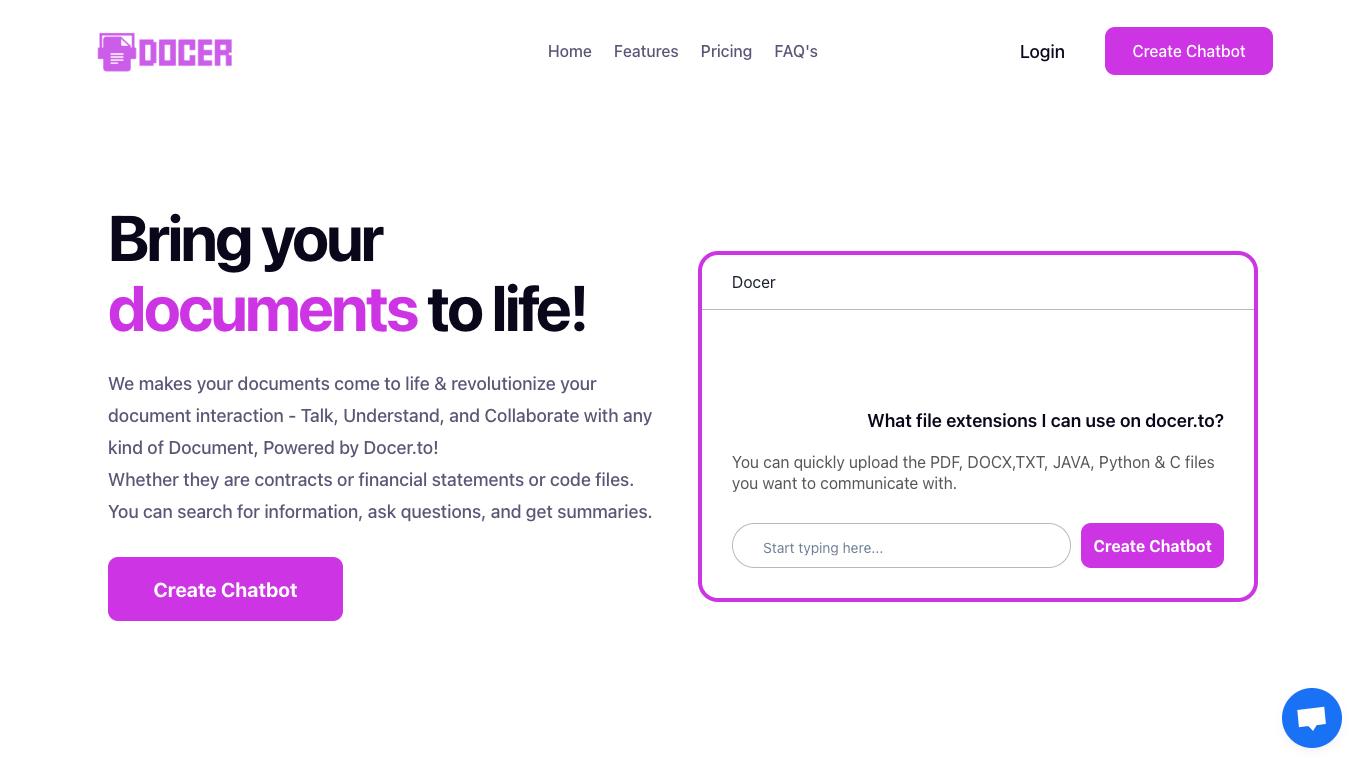 DOCER
Home
Features
Pricing
FAQ's
Login
Create Chatbot
Bring your
documents to life!
We makes your documents come to life & revolutionize your
document interaction - Talk, Understand, and Collaborate with any
kind of Document, Powered by Docer.to!
Whether they are contracts or financial statements or code files.
You can search for information, ask questions, and get summaries.
Create Chatbot
Docer
What file extensions I can use on docer.to?
You can quickly upload the PDF, DOCX,TXT, JAVA, Python & C files
you want to communicate with.
Start typing here...
Create Chatbot